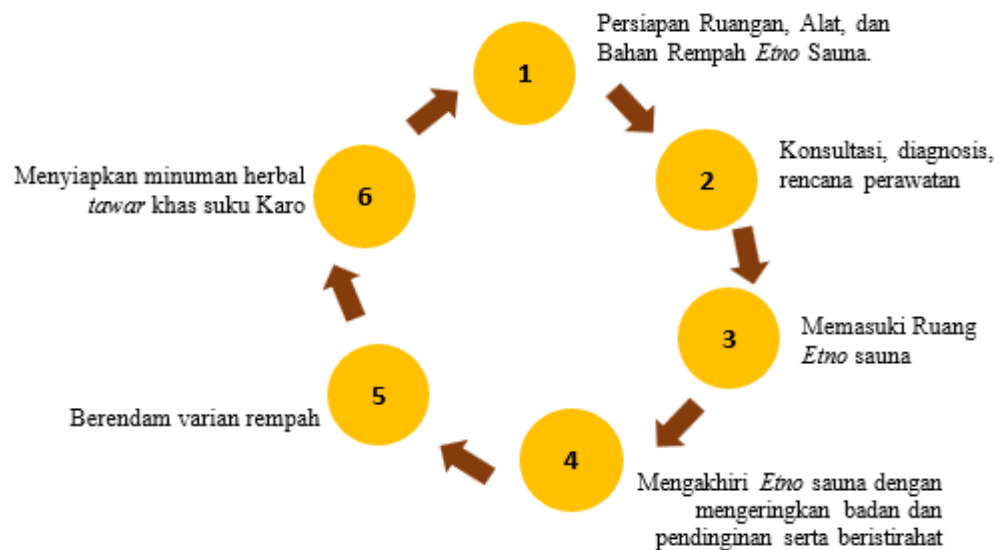 1
Persiapan Ruangan, Alat, dan
Bahan Rempah Etno Sauna.
2
Konsultasi, diagnosis,
rencana perawatan
3
Memasuki Ruang
Etno sauna
4
Mengakhiri Etno sauna dengan
mengeringkan badan dan
pendinginan serta beristirahat
5
Berendam varian rempah
6
Menyiapkan minuman herbal
tawar khas suku Karo